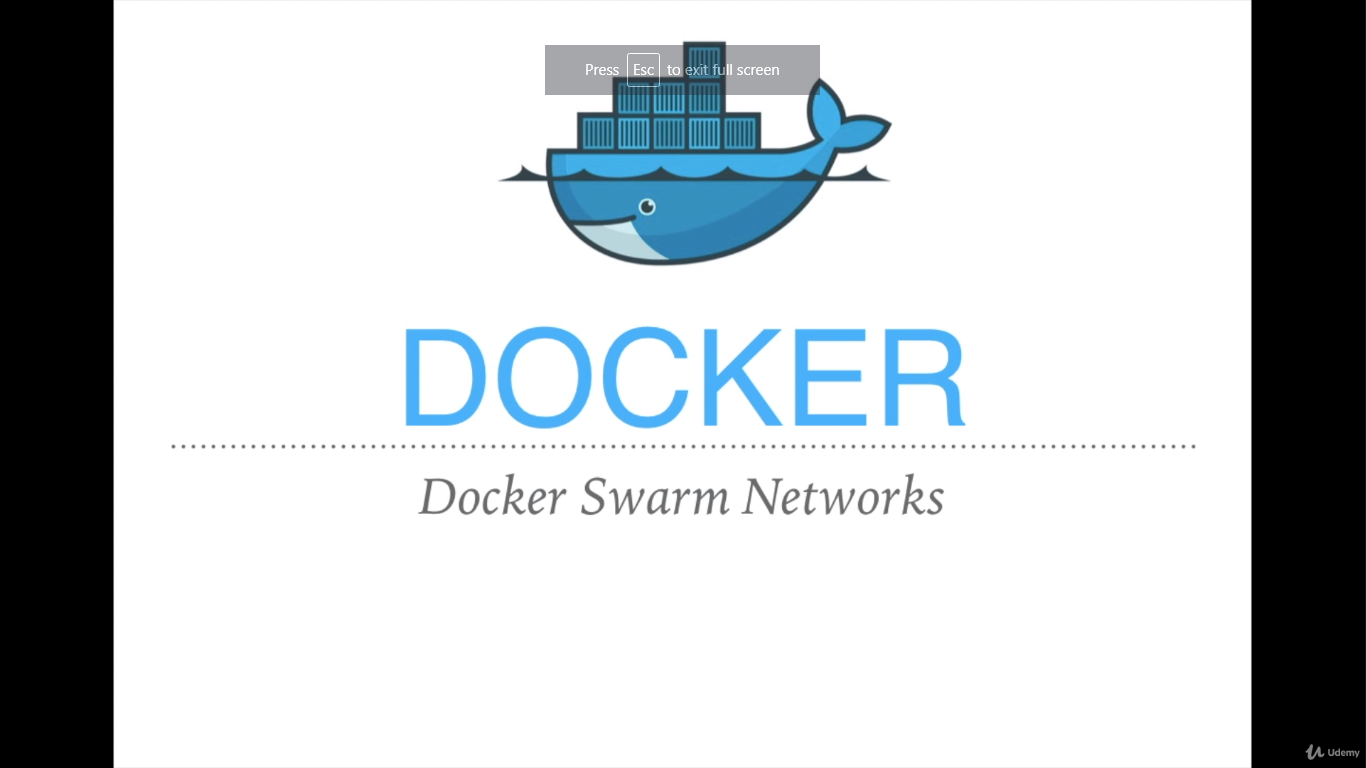 Press Esc to exit full screen
DOCKER
Docker Swarm Networks
Udemy